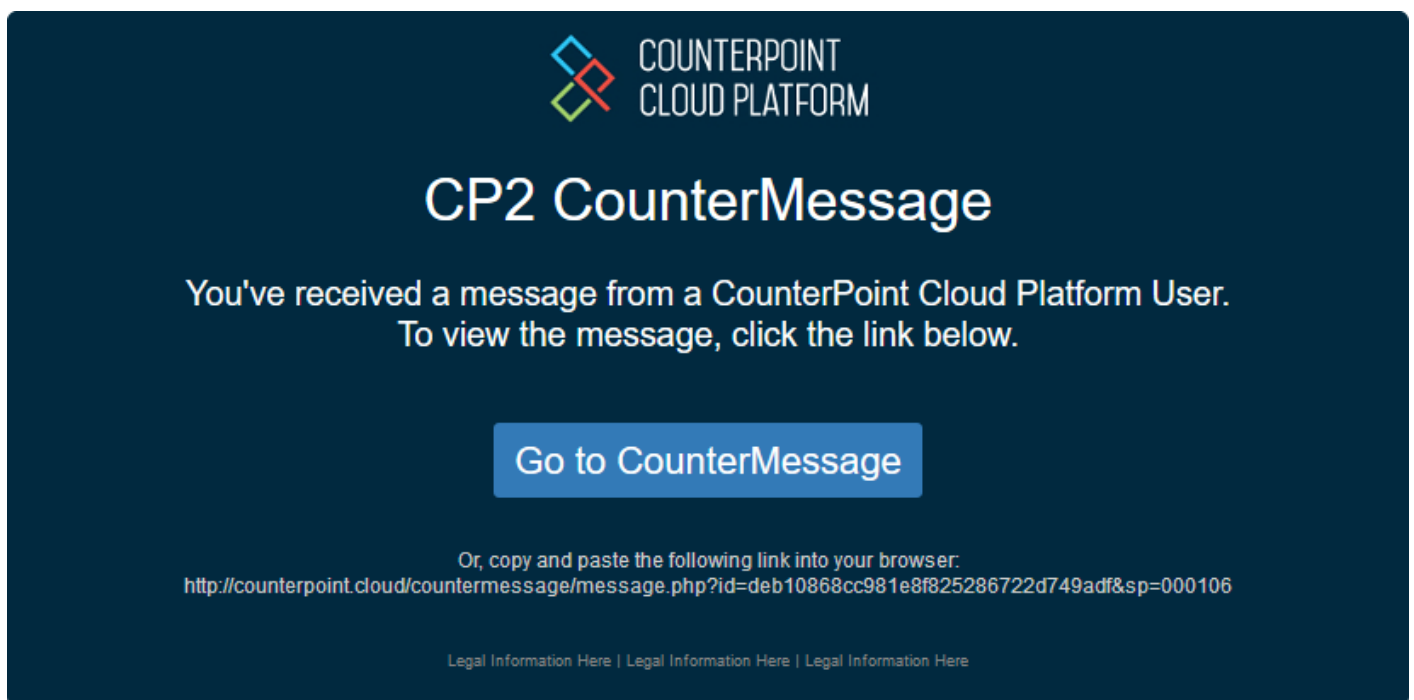 COUNTERPOINT
CLOUD PLATFORM
CP2 CounterMessage
You've received a message from a CounterPoint Cloud Platform User.
To view the message, click the link below.
Go to CounterMessage
Or, copy and paste the following link into your browser:
http://counterpoint.cloud/countermessage/message.php?id=deb10868cc981e8f825286722d749adf&sp=000106
Legal Information Here | Legal Information Here | Legal Information Here